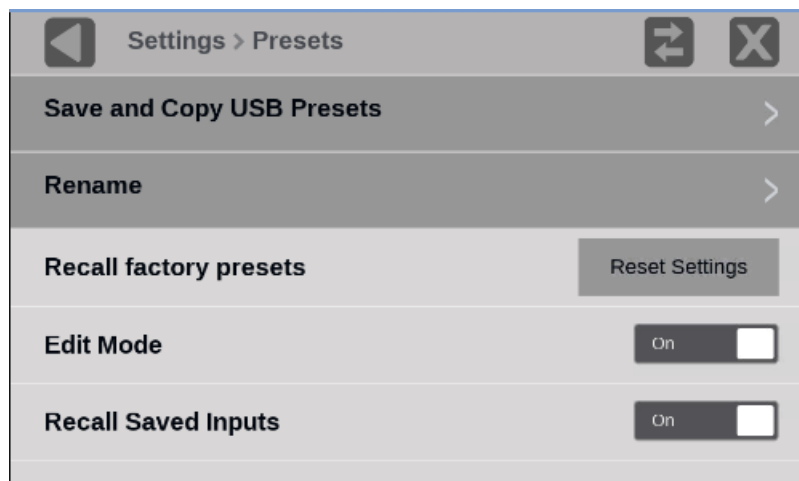 Settings > Presets
Save and Copy USB Presets
Rename
Recall factory presets
Reset Settings
Edit Mode
On
Recall Saved Inputs
On